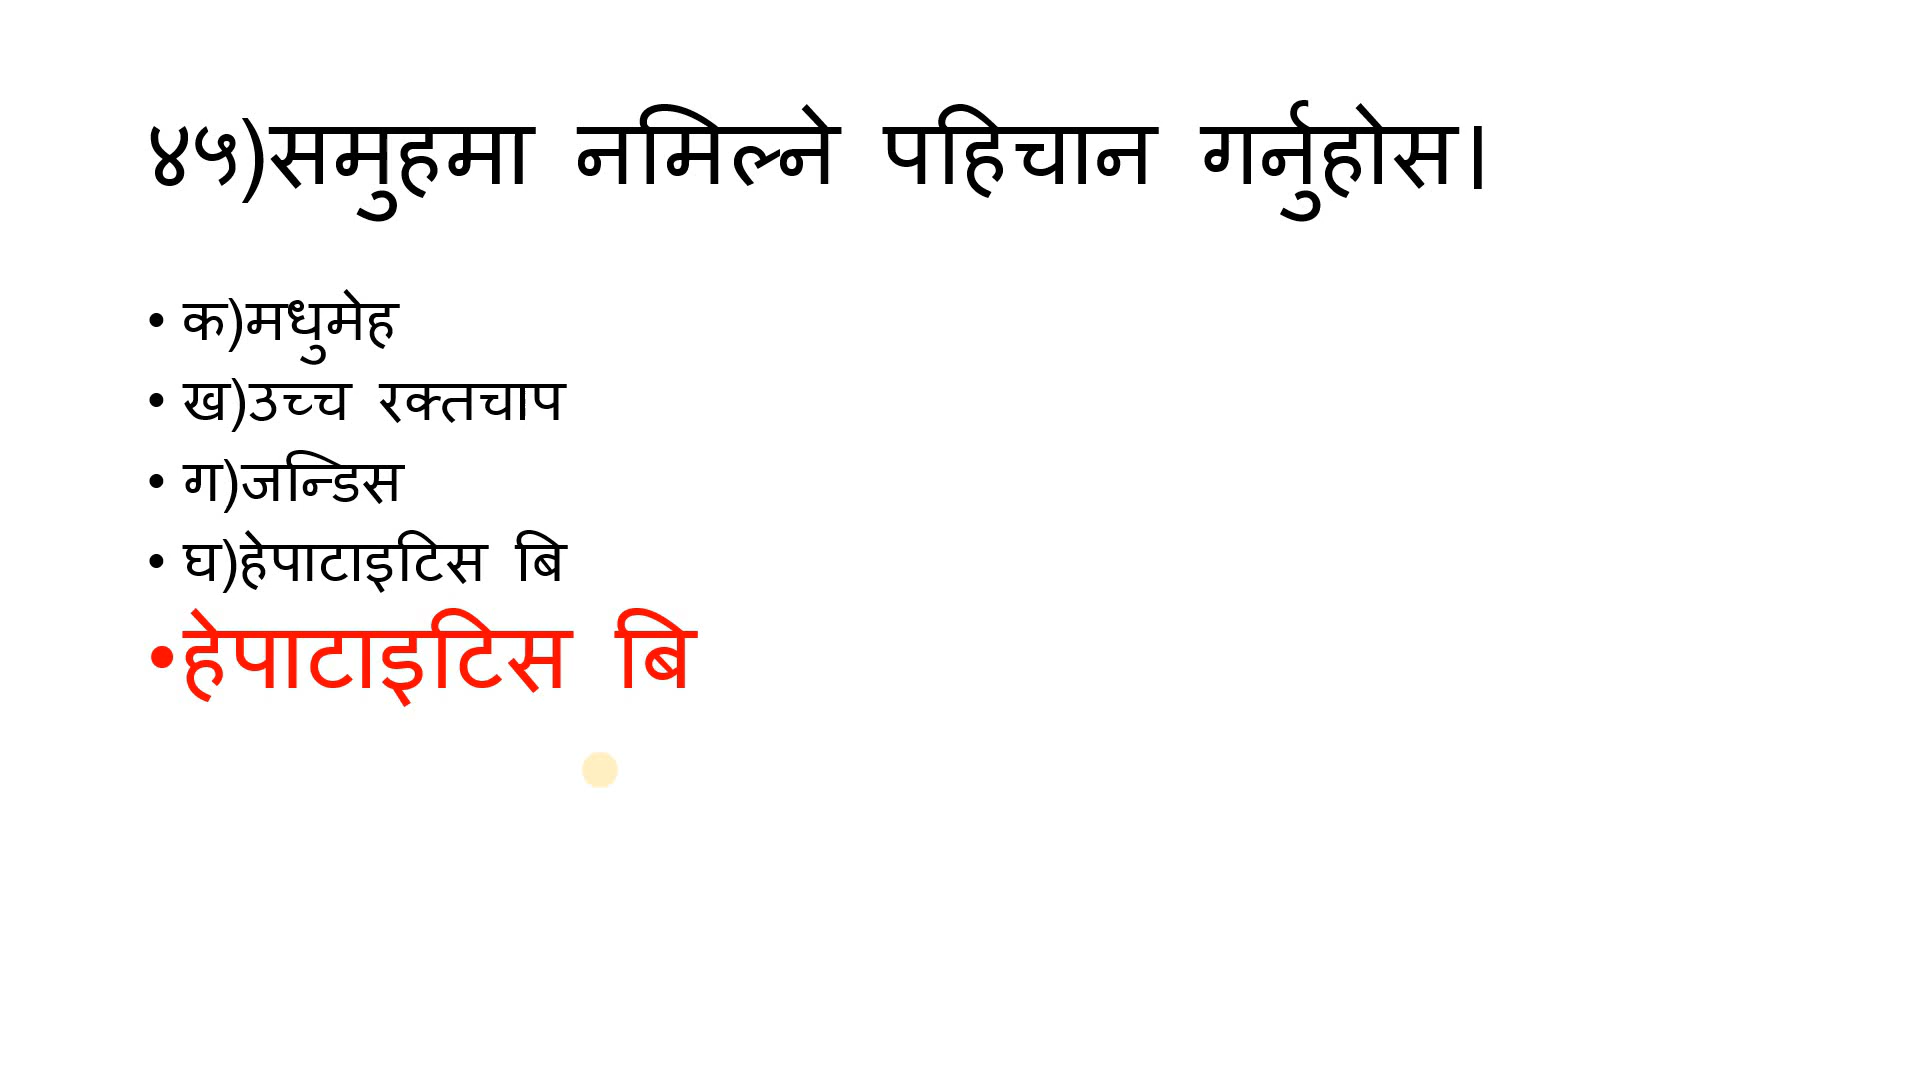 ४५)समुहमा नमिल्ने पहिचान गर्नुहोस।
• क)मधुमेह
• ख)उच्च रक्तचाप
• ग)जन्डिस
• घ)हेपाटाइटिस बि
•हेपाटाइटिस बि